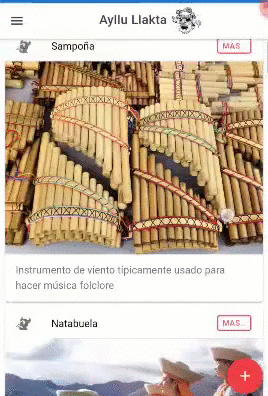 Ayllu Llakta
Sampoña
MAS...
Instrumento de viento típicamente usado para
hacer música folclore
Natabuela
MAS...